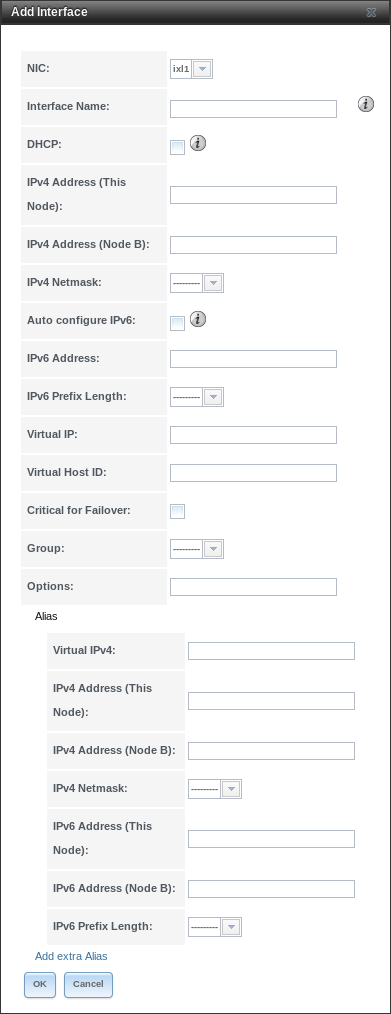 Add Interface
NIC: ixl1
Interface Name:
DHCP:
IPv4 Address (This
Node):
IPv4 Address (Node B):
IPv4 Netmask: ---------
Auto configure IPv6:
IPv6 Address:
IPv6 Prefix Length: ---------
Virtual IP:
Virtual Host ID:
Critical for Failover:
Group: ---------
Options:
Alias
Virtual IPv4:
IPv4 Address (This
Node):
IPv4 Address (Node B):
IPv4 Netmask: ---------
IPv6 Address (This
Node):
IPv6 Address (Node B):
IPv6 Prefix Length: ---------
Add extra Alias
OK Cancel